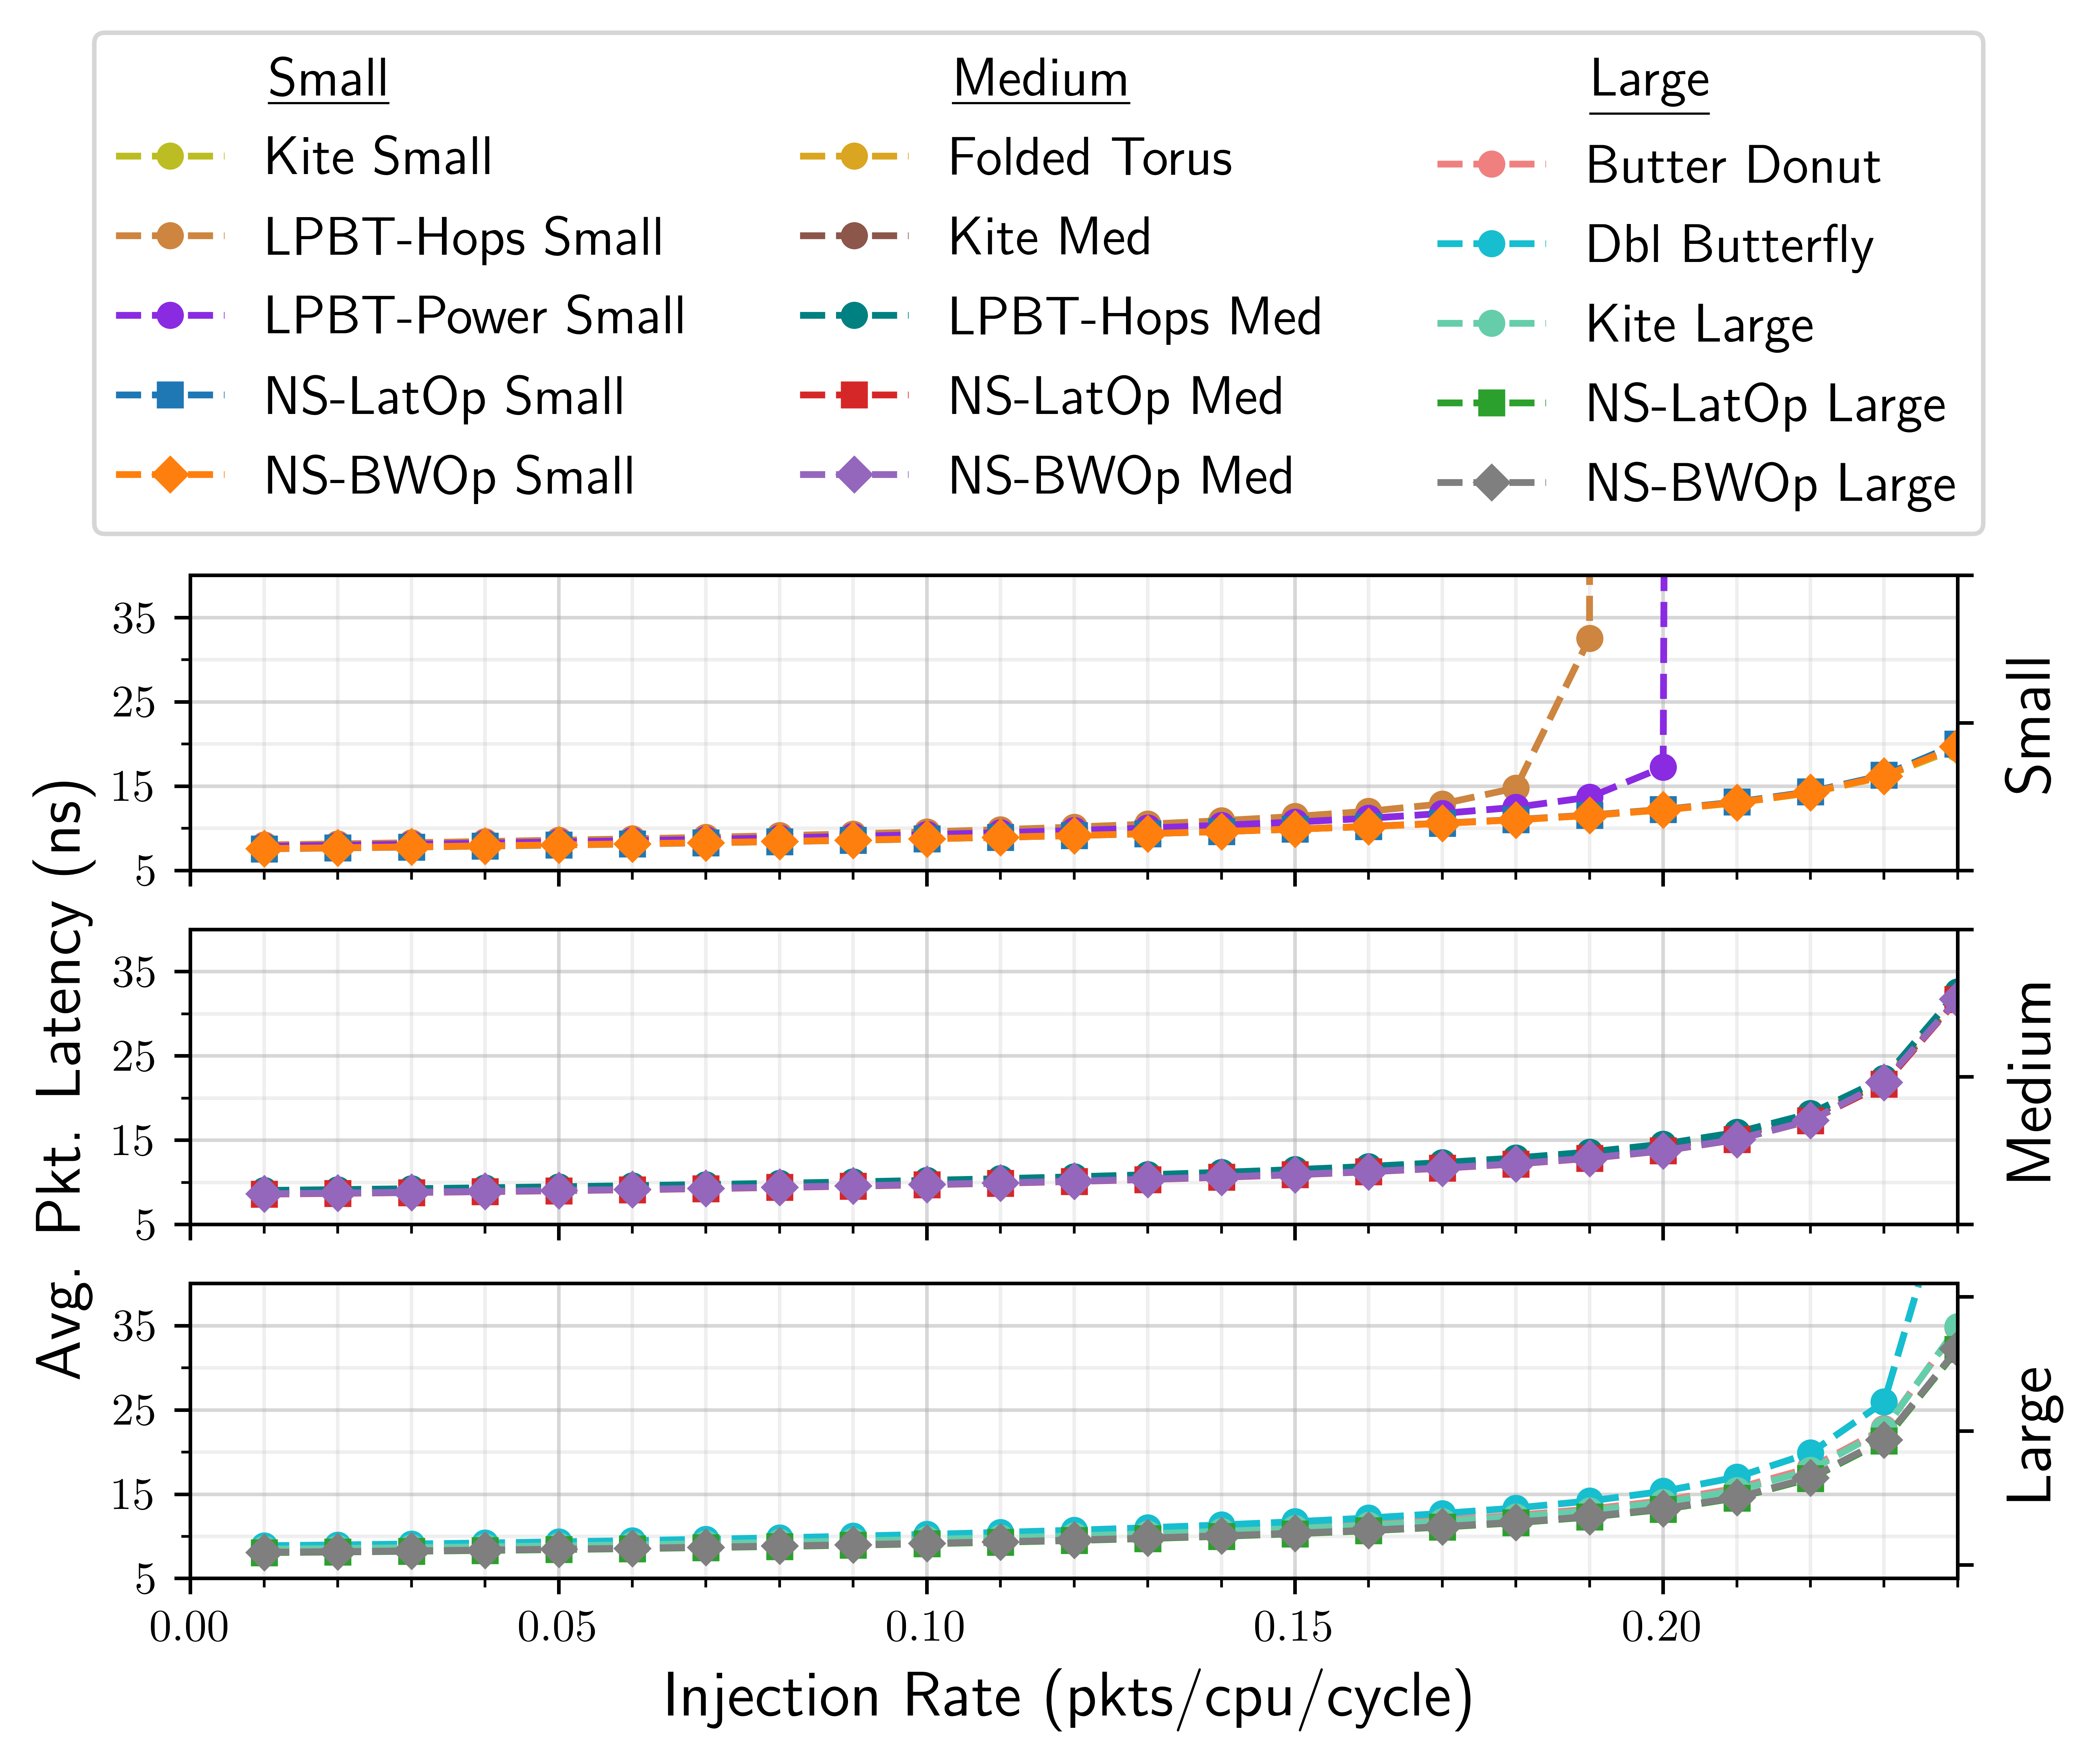 Small
Kite Small
LPBT-Hops Small
LPBT-Power Small
NS-LatOp Small
NS-BWOp Small
Medium
Folded Torus
Kite Med
LPBT-Hops Med
NS-LatOp Med
NS-BWOp Med
Large
Butter Donut
Dbl Butterfly
Kite Large
NS-LatOp Large
NS-BWOp Large
Avg. Pkt. Latency (ns)
35
25
15
5
Small
35
25
15
5
Medium
35
25
15
5
Large
0.00 0.05 0.10 0.15 0.20
Injection Rate (pkts/cpu/cycle)